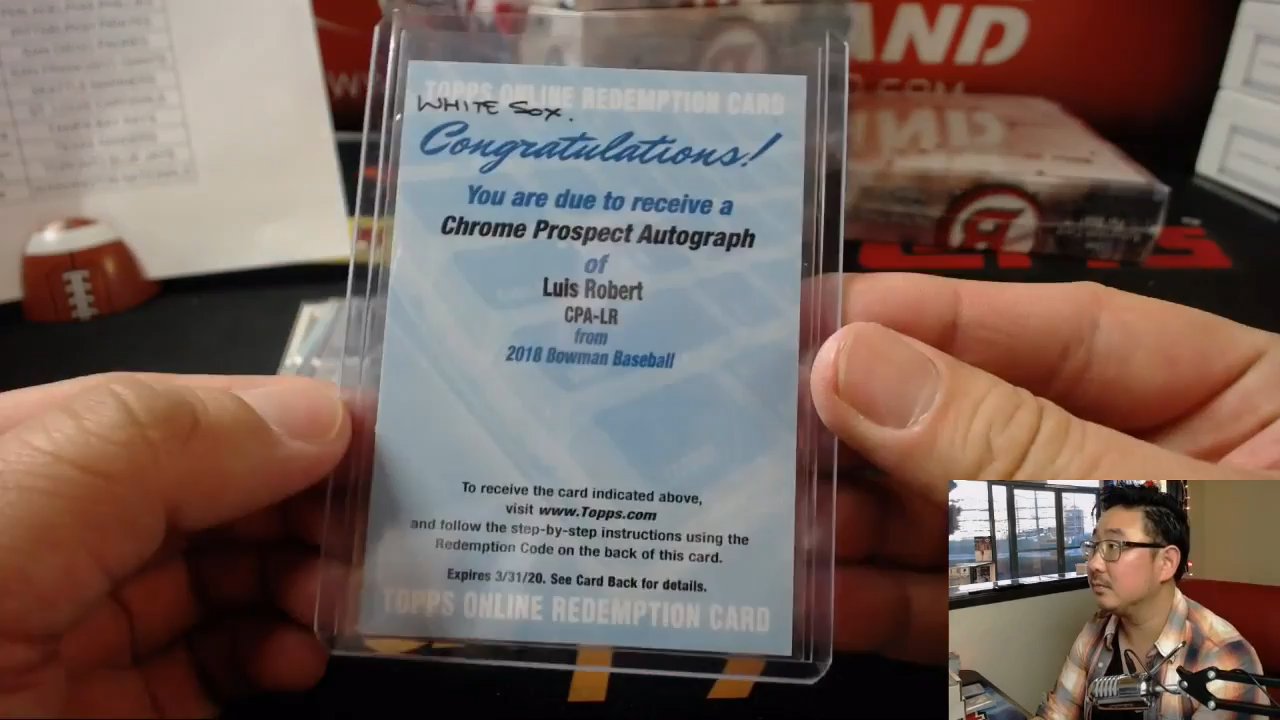 AND
.COM
TOPPS ONLINE REDEMPTION CARD
WHITE SOX.
Congratulations!
You are due to receive a
Chrome Prospect Autograph
of
Luis Robert
CPA-LR
from
2018 Bowman Baseball
To receive the card indicated above,
visit www.Topps.com
and follow the step-by-step instructions using the
Redemption Code on the back of this card.
Expires 3/31/20. See Card Back for details.
TOPPS ONLINE REDEMPTION CARD